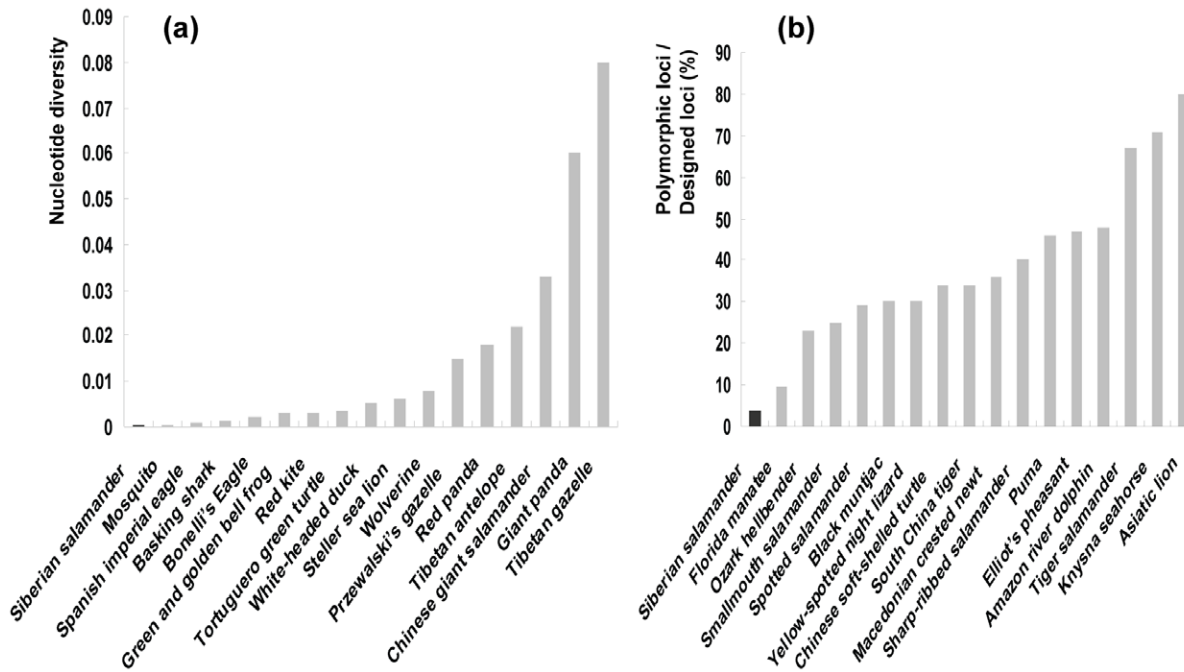 (a)
Nucleotide diversity
0.09
0.08
0.07
0.06
0.05
0.04
0.03
0.02
0.01
0
Siberian salamander
Mosquito
Spanish imperial eagle
Basking shark
Bonelli's Eagle
Green and golden bell frog
Red kite
Tortuguero green turtle
White-headed duck
Steller sea lion
Wolverine
Przewalski's gazelle
Red panda
Tibetan antelope
Chinese giant salamander
Giant panda
Tibetan gazelle
(b)
Polymorphic loci /
Designed loci (%)
90
80
70
60
50
40
30
20
10
0
Siberian salamander
Florida manatee
Ozark hellbender
Smallmouth salamander
Spotted salamander
Black muntjac
Yellow-spotted night lizard
Chinese soft-shelled turtle
South China tiger
Macedonian crested newt
Sharp-ribbed salamander
Puma
Elliot's pheasant
Amazon river dolphin
Tiger salamander
Knysna seahorse
Asiatic lion